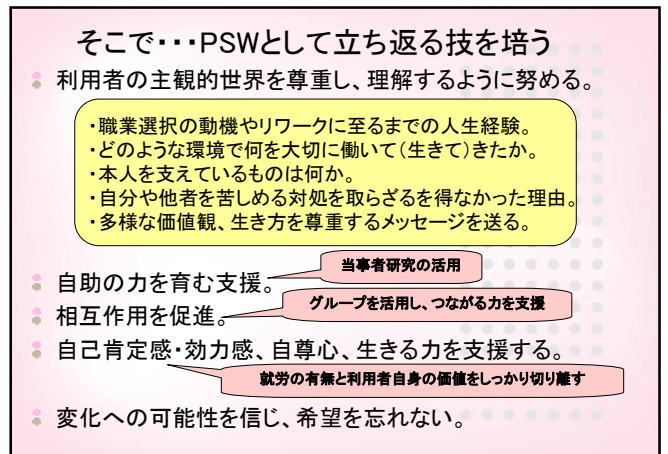 そこで・・・PSWとして立ち返る技を培う
利用者の主観的世界を尊重し、理解するように努める。
・職業選択の動機やリワークに至るまでの人生経験。
・どのような環境で何を大切に働いて(生きて)きたか。
・本人を支えているものは何か。
・自分や他者を苦しめる対処を取らざるを得なかった理由。
・多様な価値観、生き方を尊重するメッセージを送る。
当事者研究の活用
自助の力を育む支援。
グループを活用し、つながる力を支援
相互作用を促進。
自己肯定感・効力感、自尊心、生きる力を支援する。
就労の有無と利用者自身の価値をしっかり切り離す
変化への可能性を信じ、希望を忘れない。